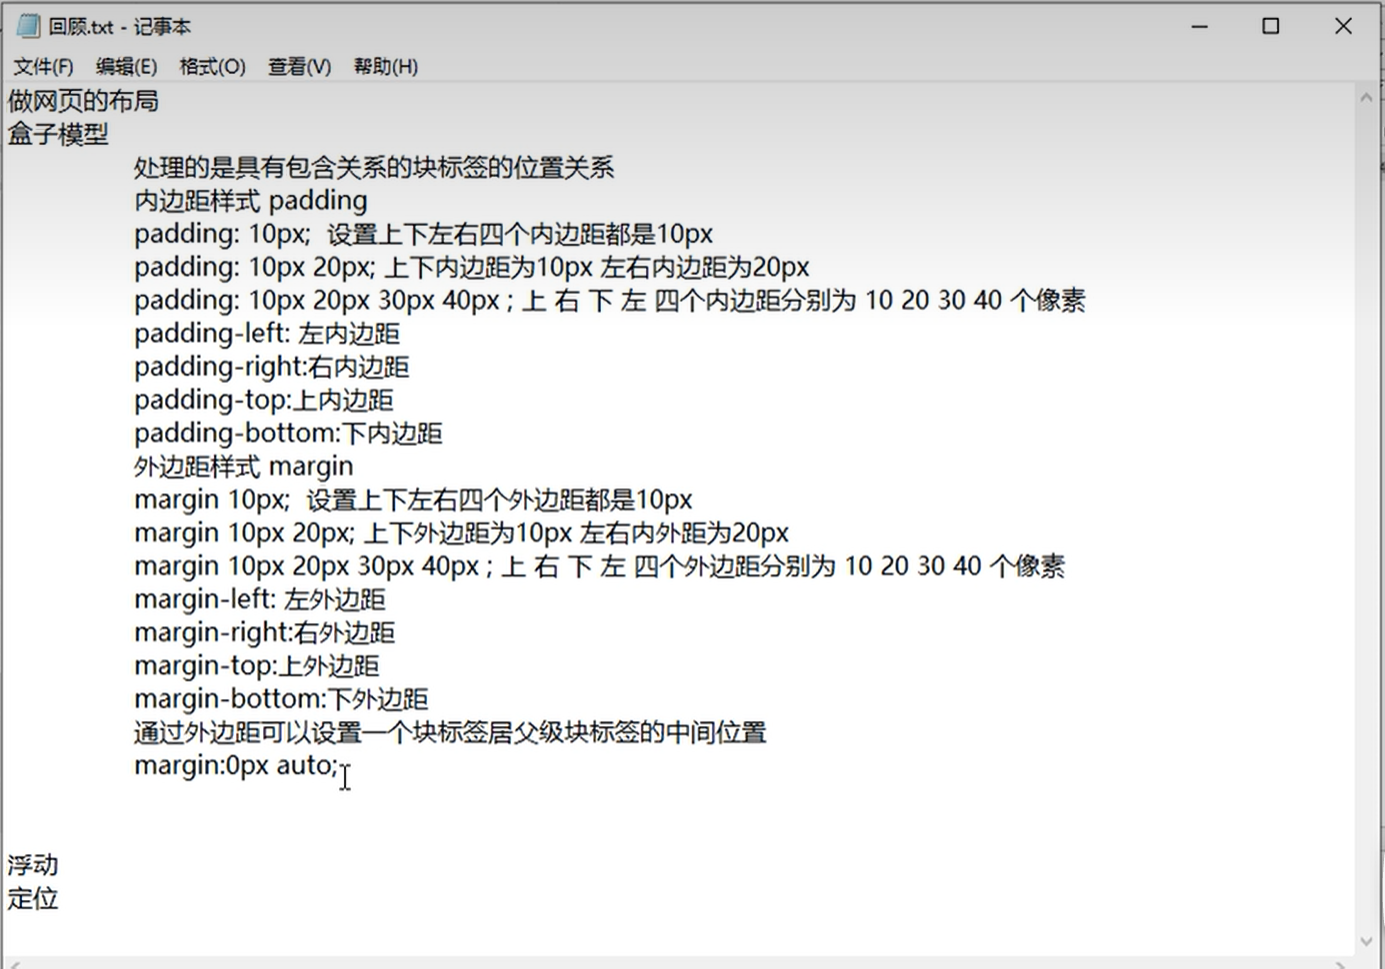 回顾.txt - 记事本
文件(F) 编辑(E) 格式(O) 查看(V) 帮助(H)
做网页的布局
盒子模型
处理的是具有包含关系的块标签的位置关系
内边距样式 padding
padding: 10px;  设置上下左右四个内边距都是10px
padding: 10px 20px; 上下内边距为10px 左右内边距为20px
padding: 10px 20px 30px 40px ; 上 右 下 左 四个内边距分别为 10 20 30 40 个像素
padding-left: 左内边距
padding-right:右内边距
padding-top:上内边距
padding-bottom:下内边距
外边距样式 margin
margin 10px;  设置上下左右四个外边距都是10px
margin 10px 20px; 上下外边距为10px 左右内外距为20px
margin 10px 20px 30px 40px ; 上 右 下 左 四个外边距分别为 10 20 30 40 个像素
margin-left: 左外边距
margin-right:右外边距
margin-top:上外边距
margin-bottom:下外边距
通过外边距可以设置一个块标签居父级块标签的中间位置
margin:0px auto;
浮动
定位